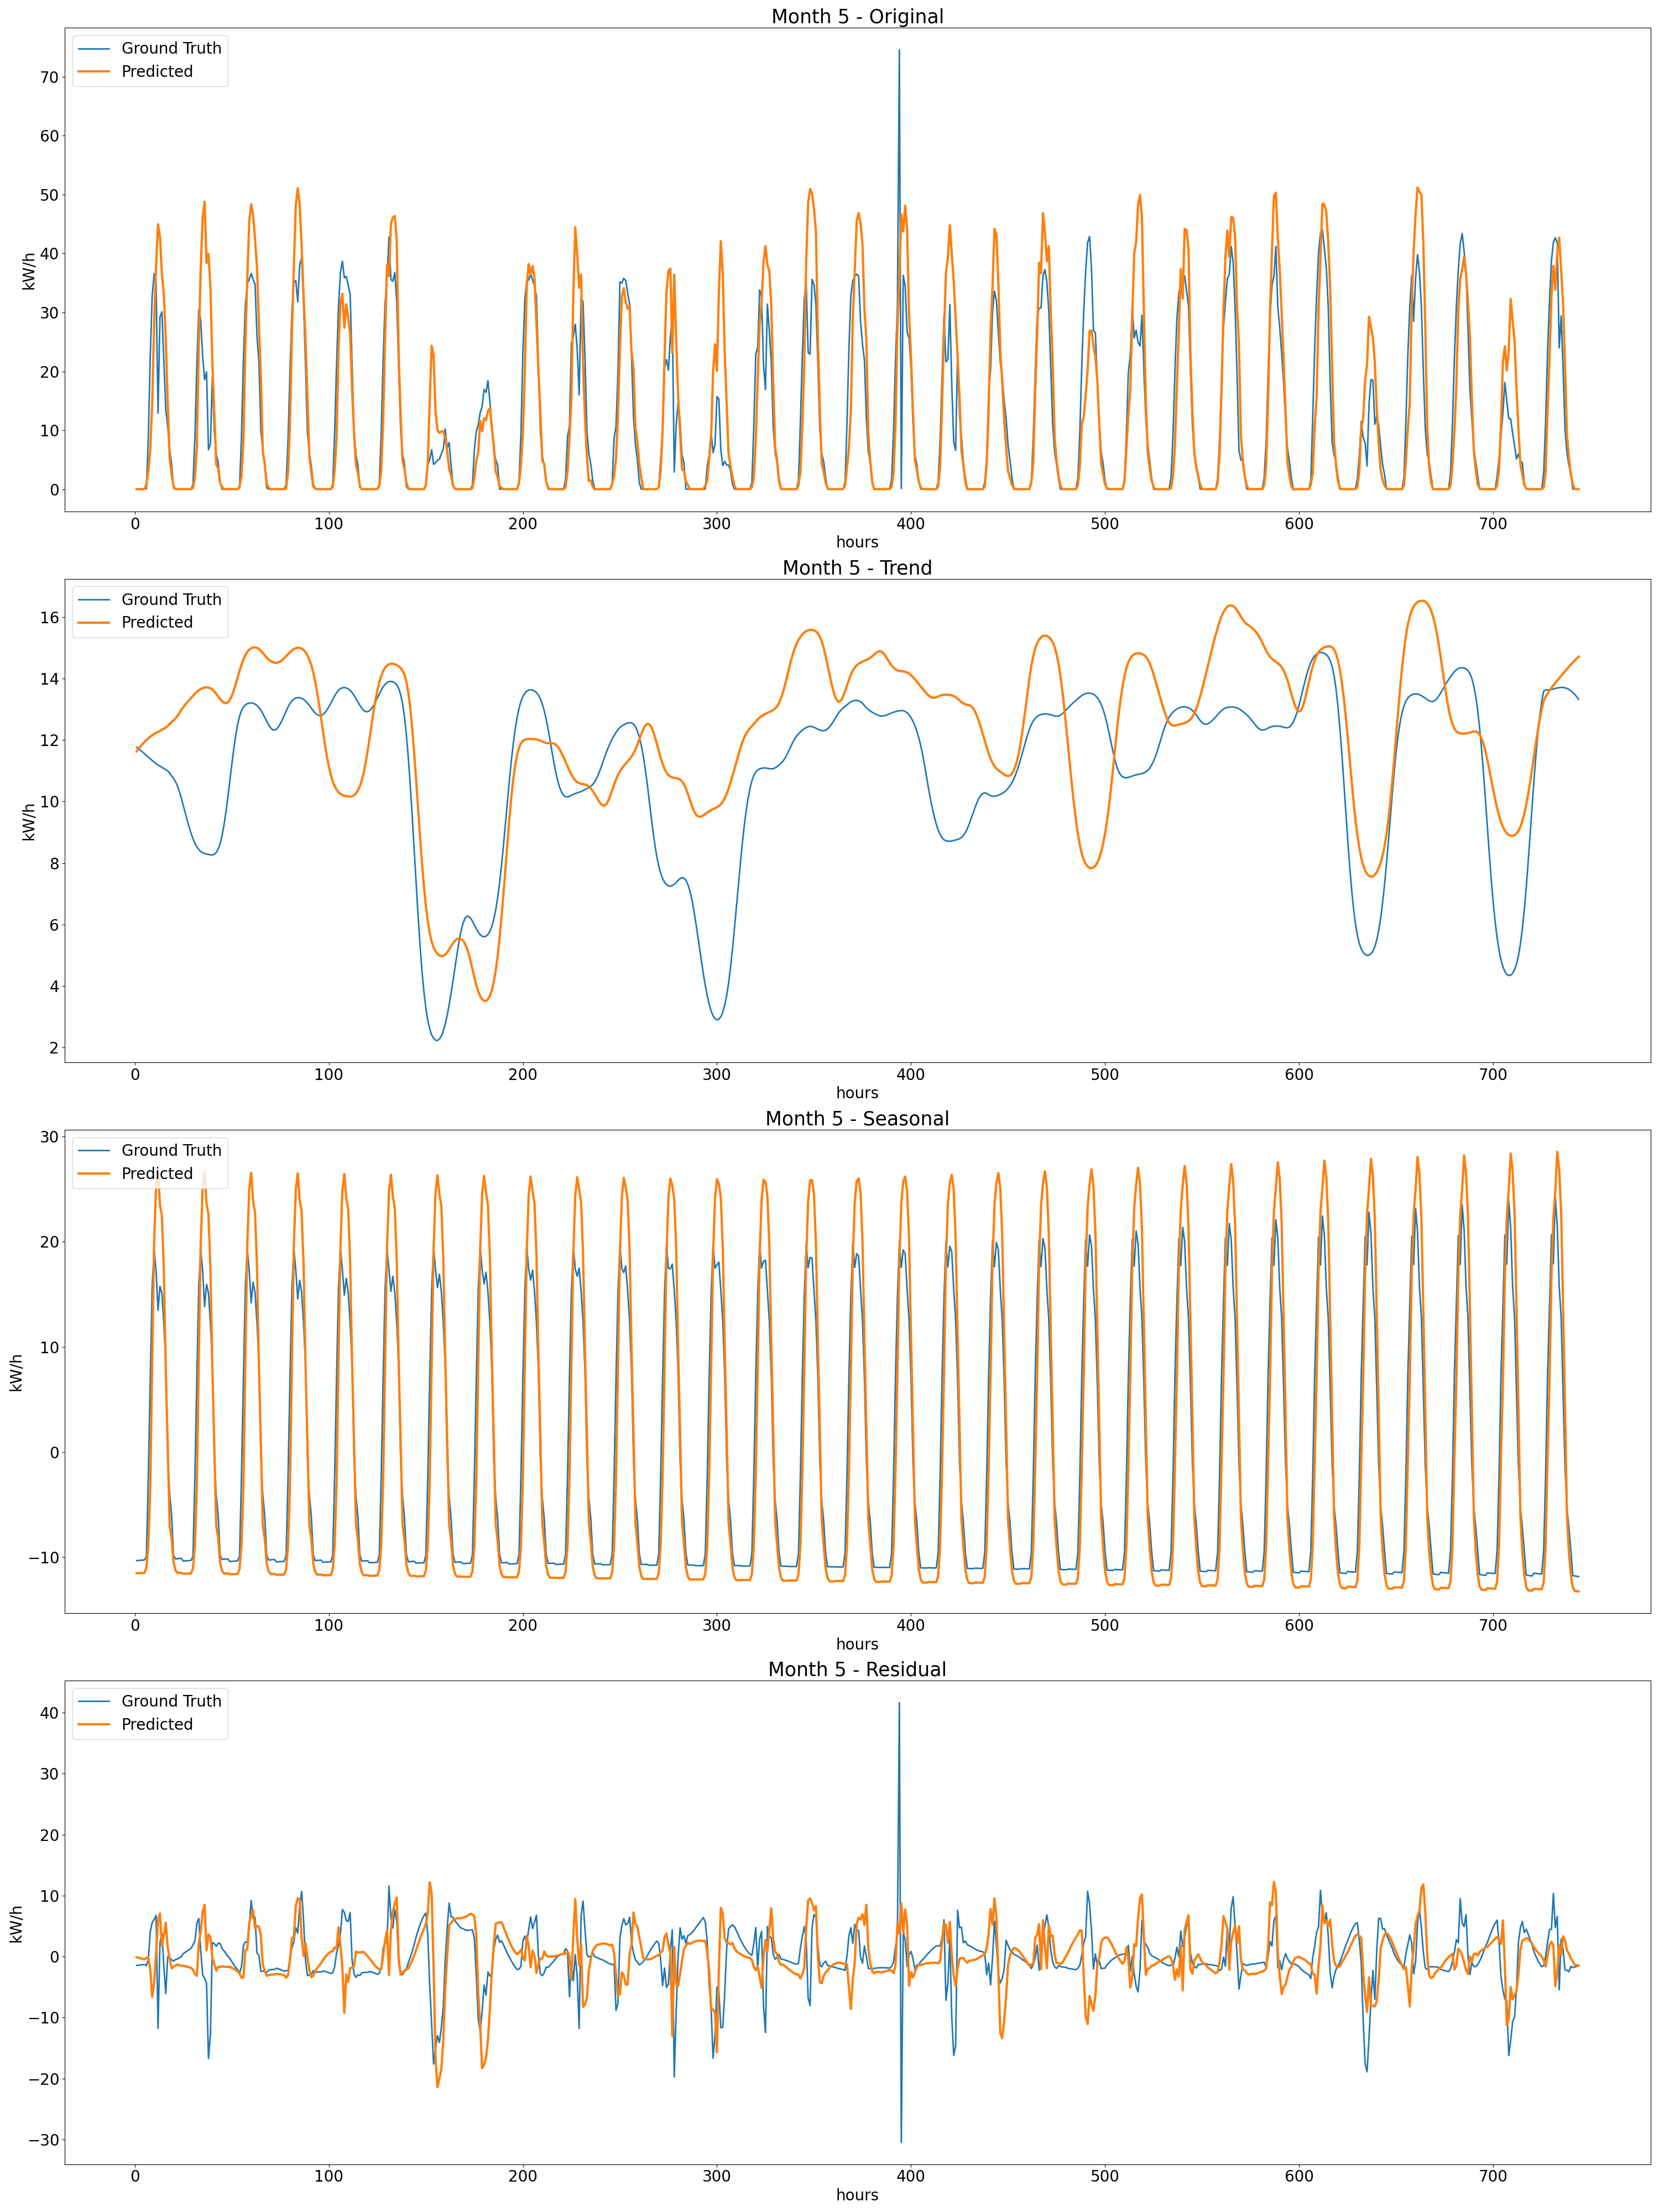 Month 5 - Original
Ground Truth
Predicted
kW/h
70
60
50
40
30
20
10
0
0 100 200 300 400 500 600 700
hours
Month 5 - Trend
Ground Truth
Predicted
kW/h
16
14
12
10
8
6
4
2
0 100 200 300 400 500 600 700
hours
Month 5 - Seasonal
Ground Truth
Predicted
kW/h
30
20
10
0
−10
0 100 200 300 400 500 600 700
hours
Month 5 - Residual
Ground Truth
Predicted
kW/h
40
30
20
10
0
−10
−20
−30
0 100 200 300 400 500 600 700
hours